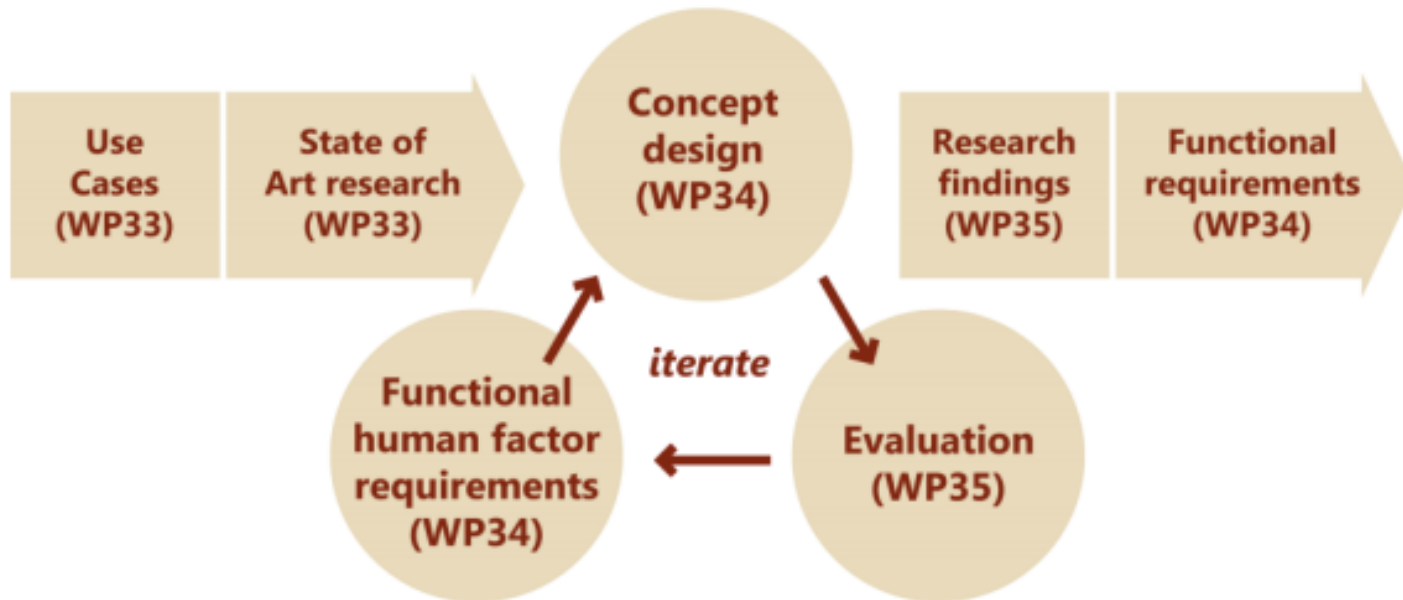 Use
Cases
(WP33)
State of
Art research
(WP33)
Concept
design
(WP34)
Research
findings
(WP35)
Functional
requirements
(WP34)
iterate
Functional
human factor
requirements
(WP34)
Evaluation
(WP35)